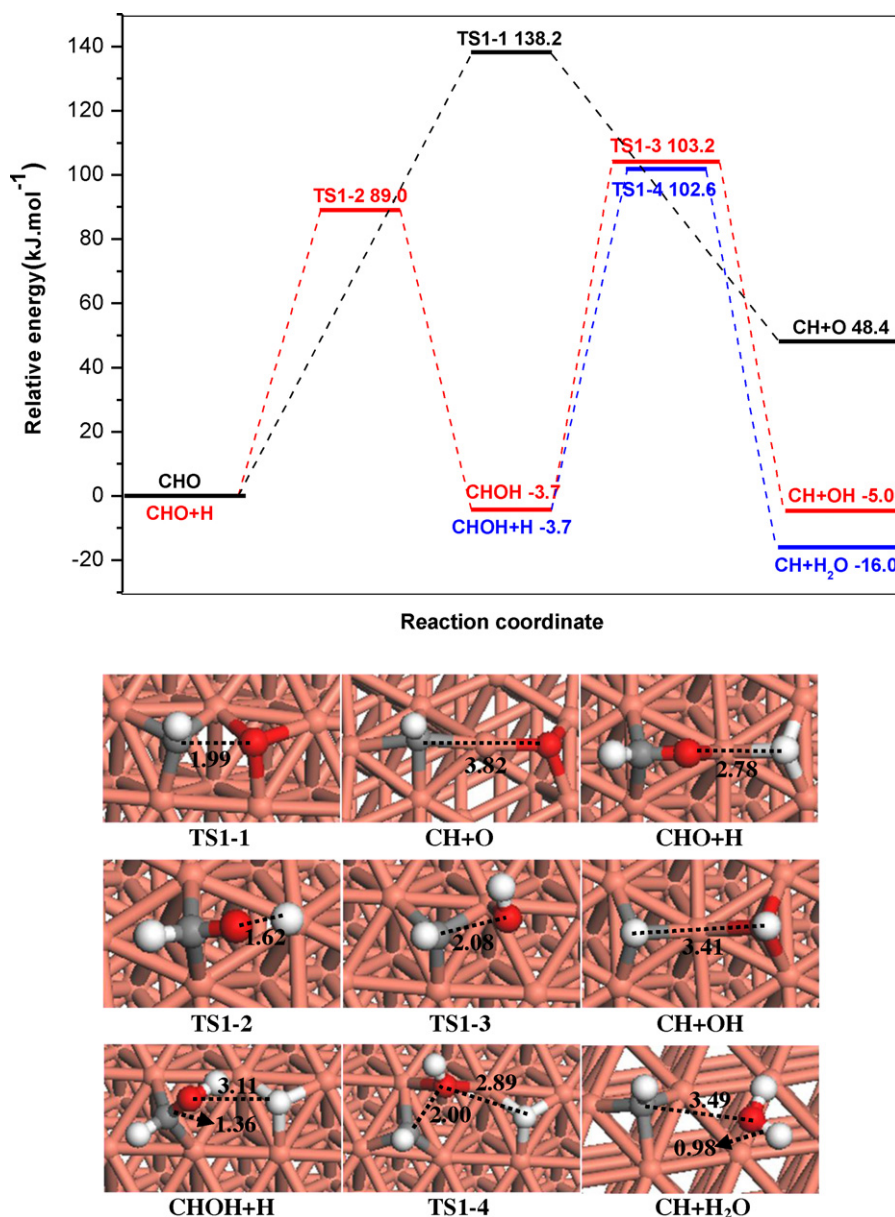 TS1-1 138.2
140
120
TS1-3 103.2
100
TS1-4 102.6
TS1-2 89.0
80
60
CH+O 48.4
40
20
CHO
0
CHO+H
CHOH -3.7
CHOH+H -3.7
CH+OH -5.0
CH+H₂O -16.0
-20
Relative energy(kJ.mol⁻¹)
Reaction coordinate
1.99
3.82
2.78
TS1-1
CH+O
CHO+H
1.62
2.08
3.41
TS1-2
TS1-3
CH+OH
3.11
1.36
2.89
2.00
3.49
0.98
CHOH+H
TS1-4
CH+H₂O